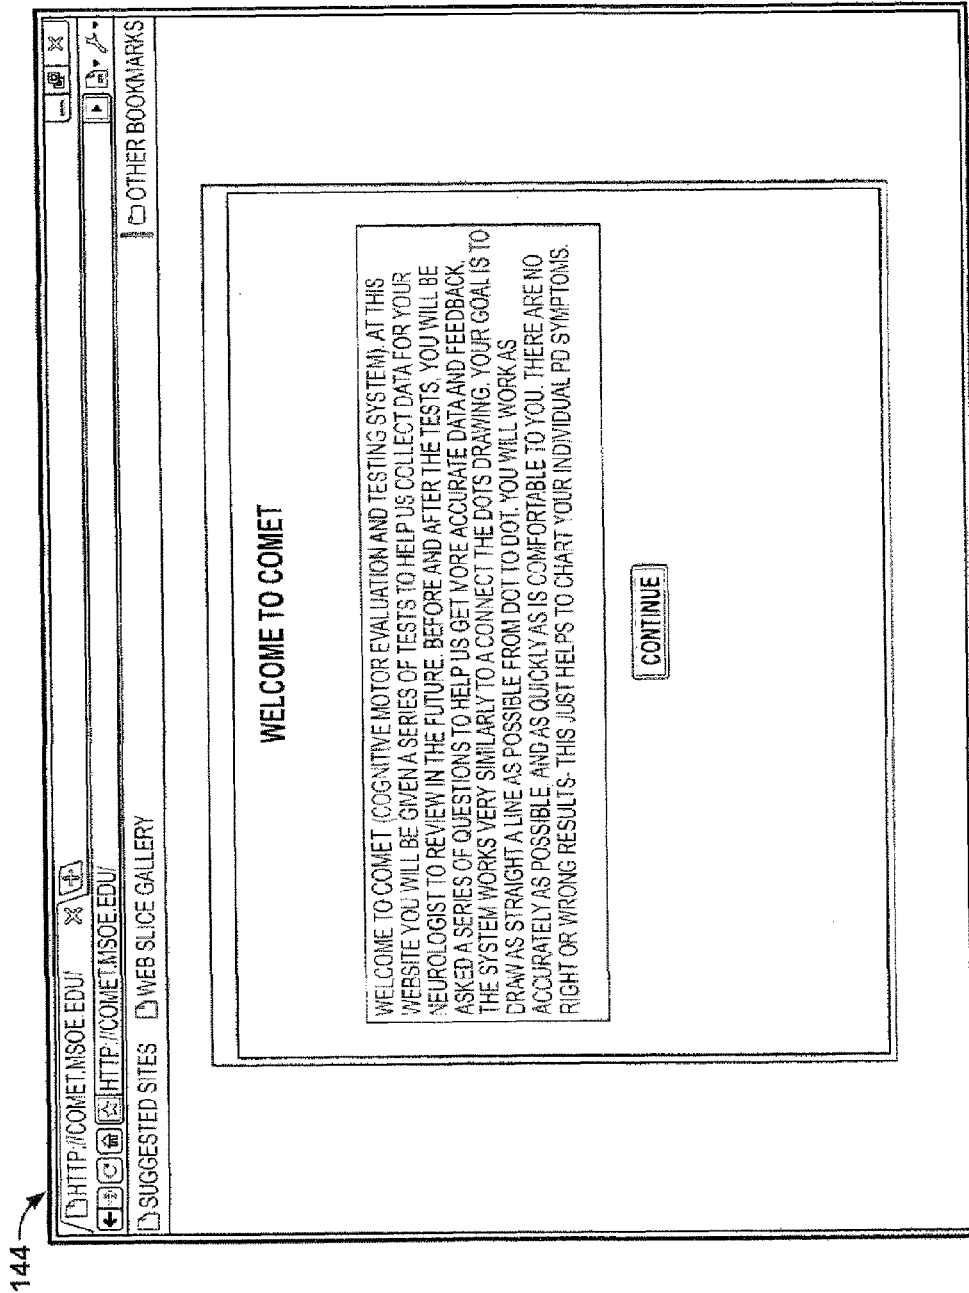 144
HTTP://COMET.MSOE.EDU/
HTTP://COMET.MSOE.EDU/
SUGGESTED SITES WEB SLICE GALLERY OTHER BOOKMARKS
WELCOME TO COMET
WELCOME TO COMET (COGNITIVE MOTOR EVALUATION AND TESTING SYSTEM). AT THIS
WEBSITE YOU WILL BE GIVEN A SERIES OF TESTS TO HELP US COLLECT DATA FOR YOUR
NEUROLOGIST TO REVIEW IN THE FUTURE. BEFORE AND AFTER THE TESTS, YOU WILL BE
ASKED A SERIES OF QUESTIONS TO HELP US GET MORE ACCURATE DATA AND FEEDBACK.
THE SYSTEM WORKS VERY SIMILARLY TO A CONNECT THE DOTS DRAWING. YOUR GOAL IS TO
DRAW AS STRAIGHT A LINE AS POSSIBLE FROM DOT TO DOT. YOU WILL WORK AS
ACCURATELY AS POSSIBLE, AND AS QUICKLY AS IS COMFORTABLE TO YOU. THERE ARE NO
RIGHT OR WRONG RESULTS- THIS JUST HELPS TO CHART YOUR INDIVIDUAL PD SYMPTOMS.
CONTINUE